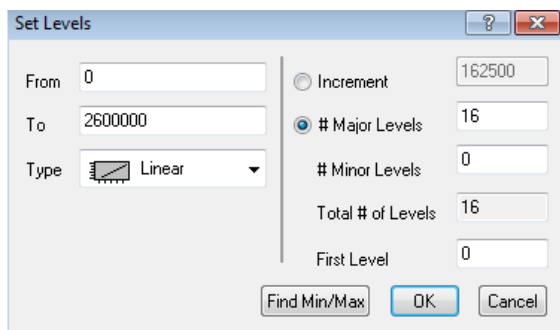 Set Levels
?
From 0
To 2600000
Type Linear
Increment 162500
# Major Levels 16
# Minor Levels 0
Total # of Levels 16
First Level 0
Find Min/Max OK Cancel